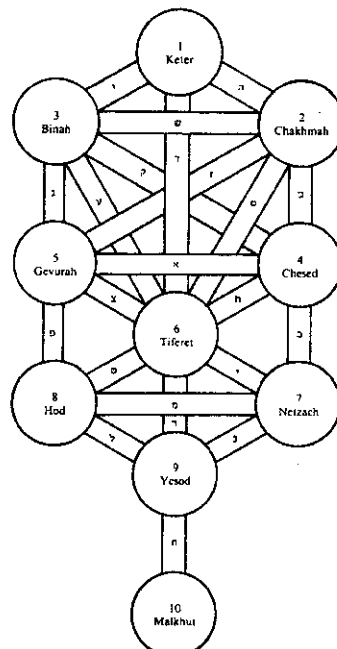 1
Keter
ה
ו
3
Binah
2
Chakhmah
ש
ד
ק
ז
ע
ס
ג
ב
5
Gevurah
4
Chesed
א
צ
ח
6
Tiferet
פ
כ
ט
י
8
Hod
7
Netzach
מ
ר
ל
נ
9
Yesod
ת
10
Malkhut